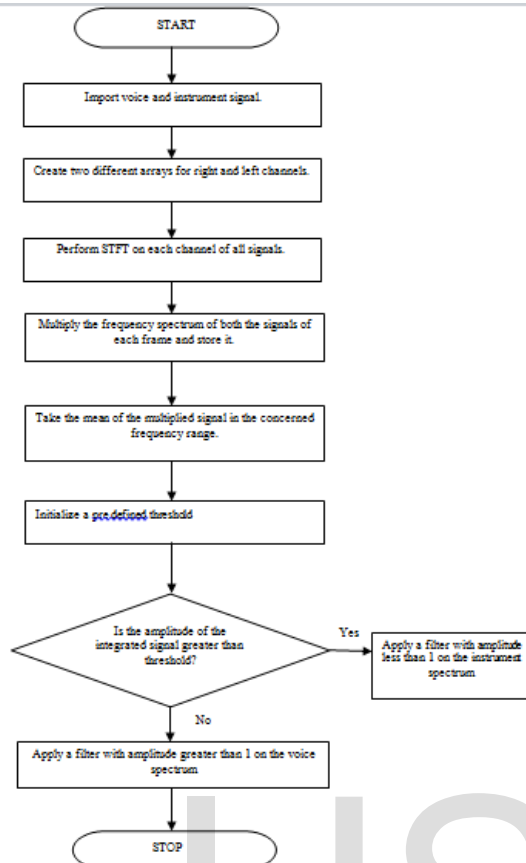 START
Import voice and instrument signal.
Create two different arrays for right and left channels.
Perform STFT on each channel of all signals.
Multiply the frequency spectrum of both the signals of
each frame and store it.
Take the mean of the multiplied signal in the concerned
frequency range.
Initialize a pre defined threshold
Is the amplitude of the
integrated signal greater than
threshold?
Yes
Apply a filter with amplitude
less than 1 on the instrument
spectrum
No
Apply a filter with amplitude greater than 1 on the voice
spectrum
STOP